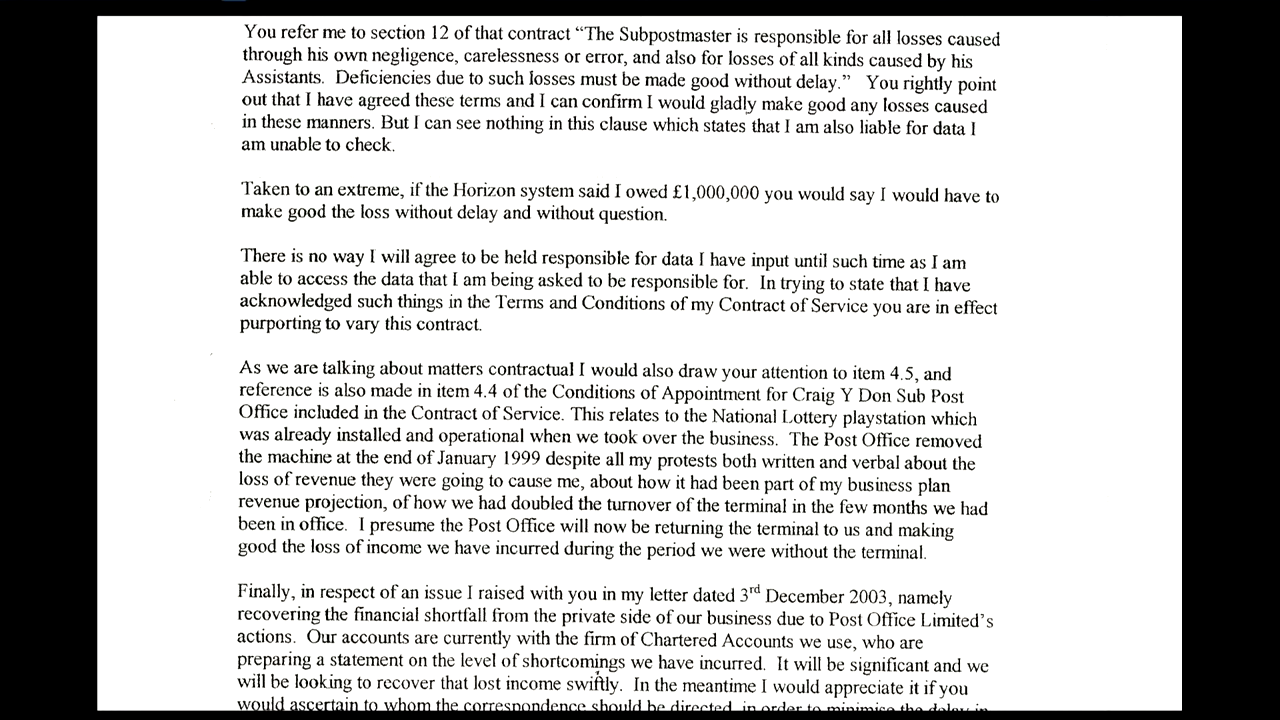 You refer me to section 12 of that contract “The Subpostmaster is responsible for all losses caused
through his own negligence, carelessness or error, and also for losses of all kinds caused by his
Assistants. Deficiencies due to such losses must be made good without delay.” You rightly point
out that I have agreed these terms and I can confirm I would gladly make good any losses caused
in these manners. But I can see nothing in this clause which states that I am also liable for data I
am unable to check.
Taken to an extreme, if the Horizon system said I owed £1,000,000 you would say I would have to
make good the loss without delay and without question.
There is no way I will agree to be held responsible for data I have input until such time as I am
able to access the data that I am being asked to be responsible for. In trying to state that I have
acknowledged such things in the Terms and Conditions of my Contract of Service you are in effect
purporting to vary this contract.
As we are talking about matters contractual I would also draw your attention to item 4.5, and
reference is also made in item 4.4 of the Conditions of Appointment for Craig Y Don Sub Post
Office included in the Contract of Service. This relates to the National Lottery playstation which
was already installed and operational when we took over the business. The Post Office removed
the machine at the end of January 1999 despite all my protests both written and verbal about the
loss of revenue they were going to cause me, about how it had been part of my business plan
revenue projection, of how we had doubled the turnover of the terminal in the few months we had
been in office. I presume the Post Office will now be returning the terminal to us and making
good the loss of income we have incurred during the period we were without the terminal.
Finally, in respect of an issue I raised with you in my letter dated 3rd December 2003, namely
recovering the financial shortfall from the private side of our business due to Post Office Limited’s
actions. Our accounts are currently with the firm of Chartered Accounts we use, who are
preparing a statement on the level of shortcomings we have incurred. It will be significant and we
will be looking to recover that lost income swiftly. In the meantime I would appreciate it if you
would ascertain to whom the correspondence should be directed, in order to minimise the delay in